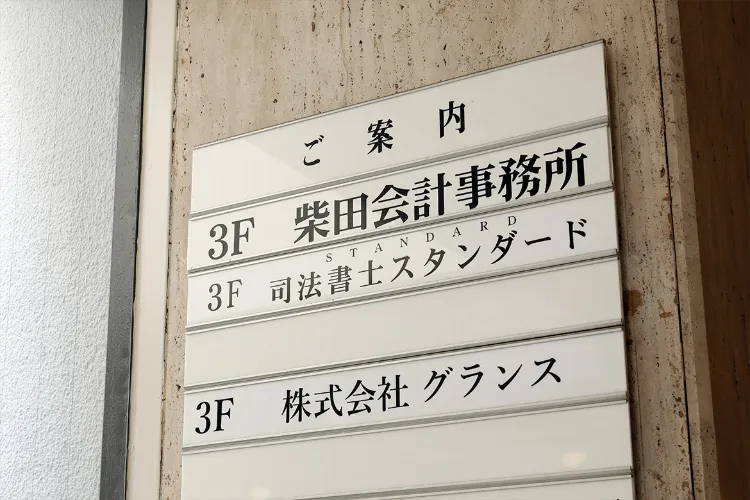 ご案内
3F 柴田会計事務所
STANDARD
3F 司法書士スタンダード
3F 株式会社 グランス